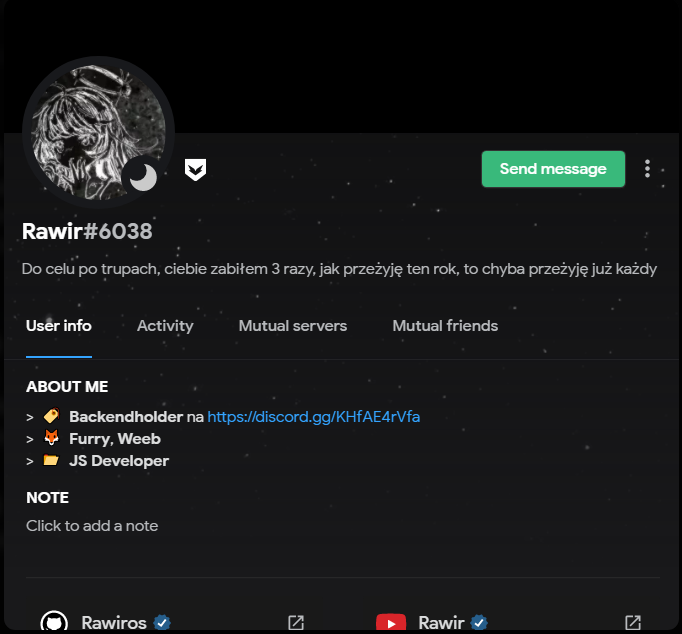 Send message
Rawir#6038
Do celu po trupach, ciebie zabiłem 3 razy, jak przeżyję ten rok, to chyba przeżyję już każdy
User info Activity Mutual servers Mutual friends
ABOUT ME
> Backendholder na https://discord.gg/KHfAE4rVfa
> Furry, Weeb
> JS Developer
NOTE
Click to add a note
Rawiros Rawir